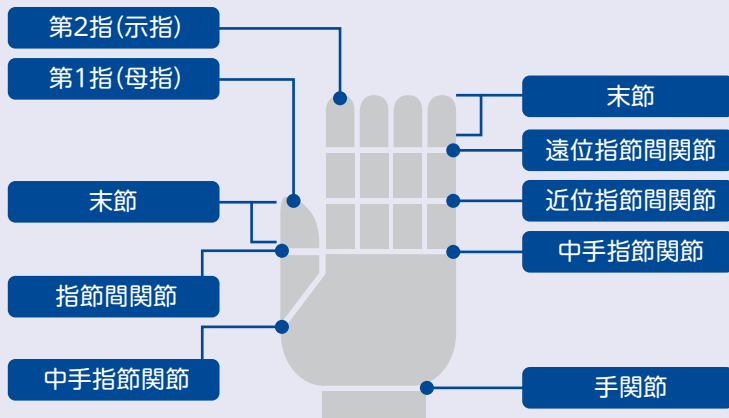 第2指(示指)
第1指(母指)
末節
指節間関節
中手指節関節
末節
遠位指節間関節
近位指節間関節
中手指節関節
手関節